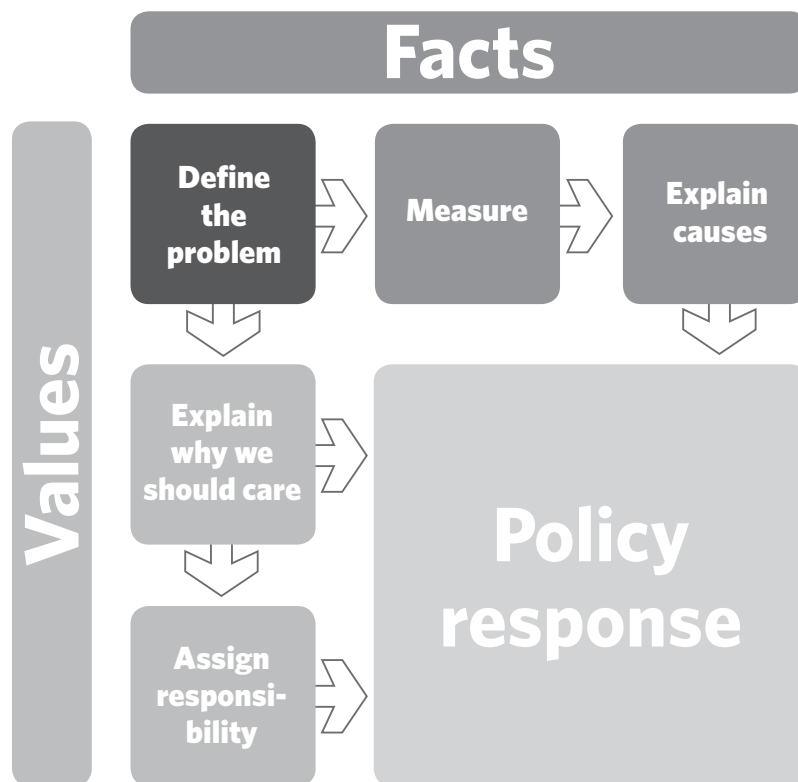 Facts
Values
Define
the
problem
Measure
Explain
causes
Explain
why we
should care
Policy
response
Assign
responsi-
bility